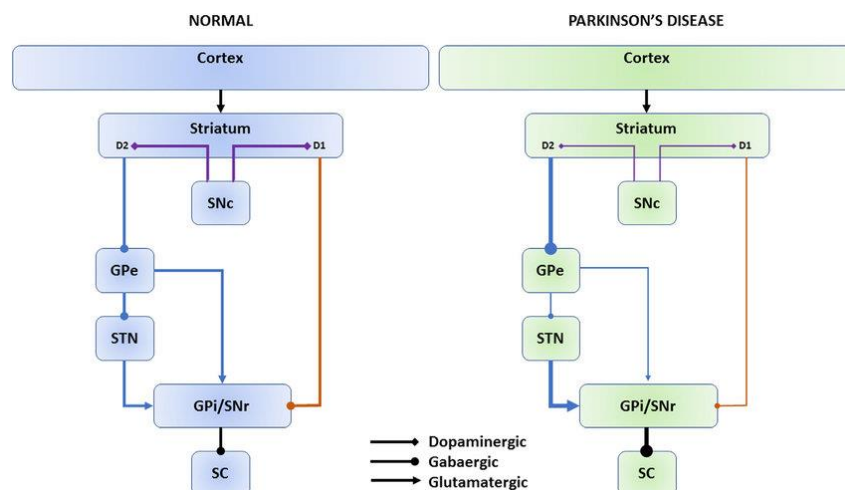 NORMAL
Cortex
Striatum
D2
D1
SNc
GPe
STN
GPi/SNr
SC
PARKINSON'S DISEASE
Cortex
Striatum
D2
D1
SNc
GPe
STN
GPi/SNr
SC
Dopaminergic
Gabaergic
Glutamatergic